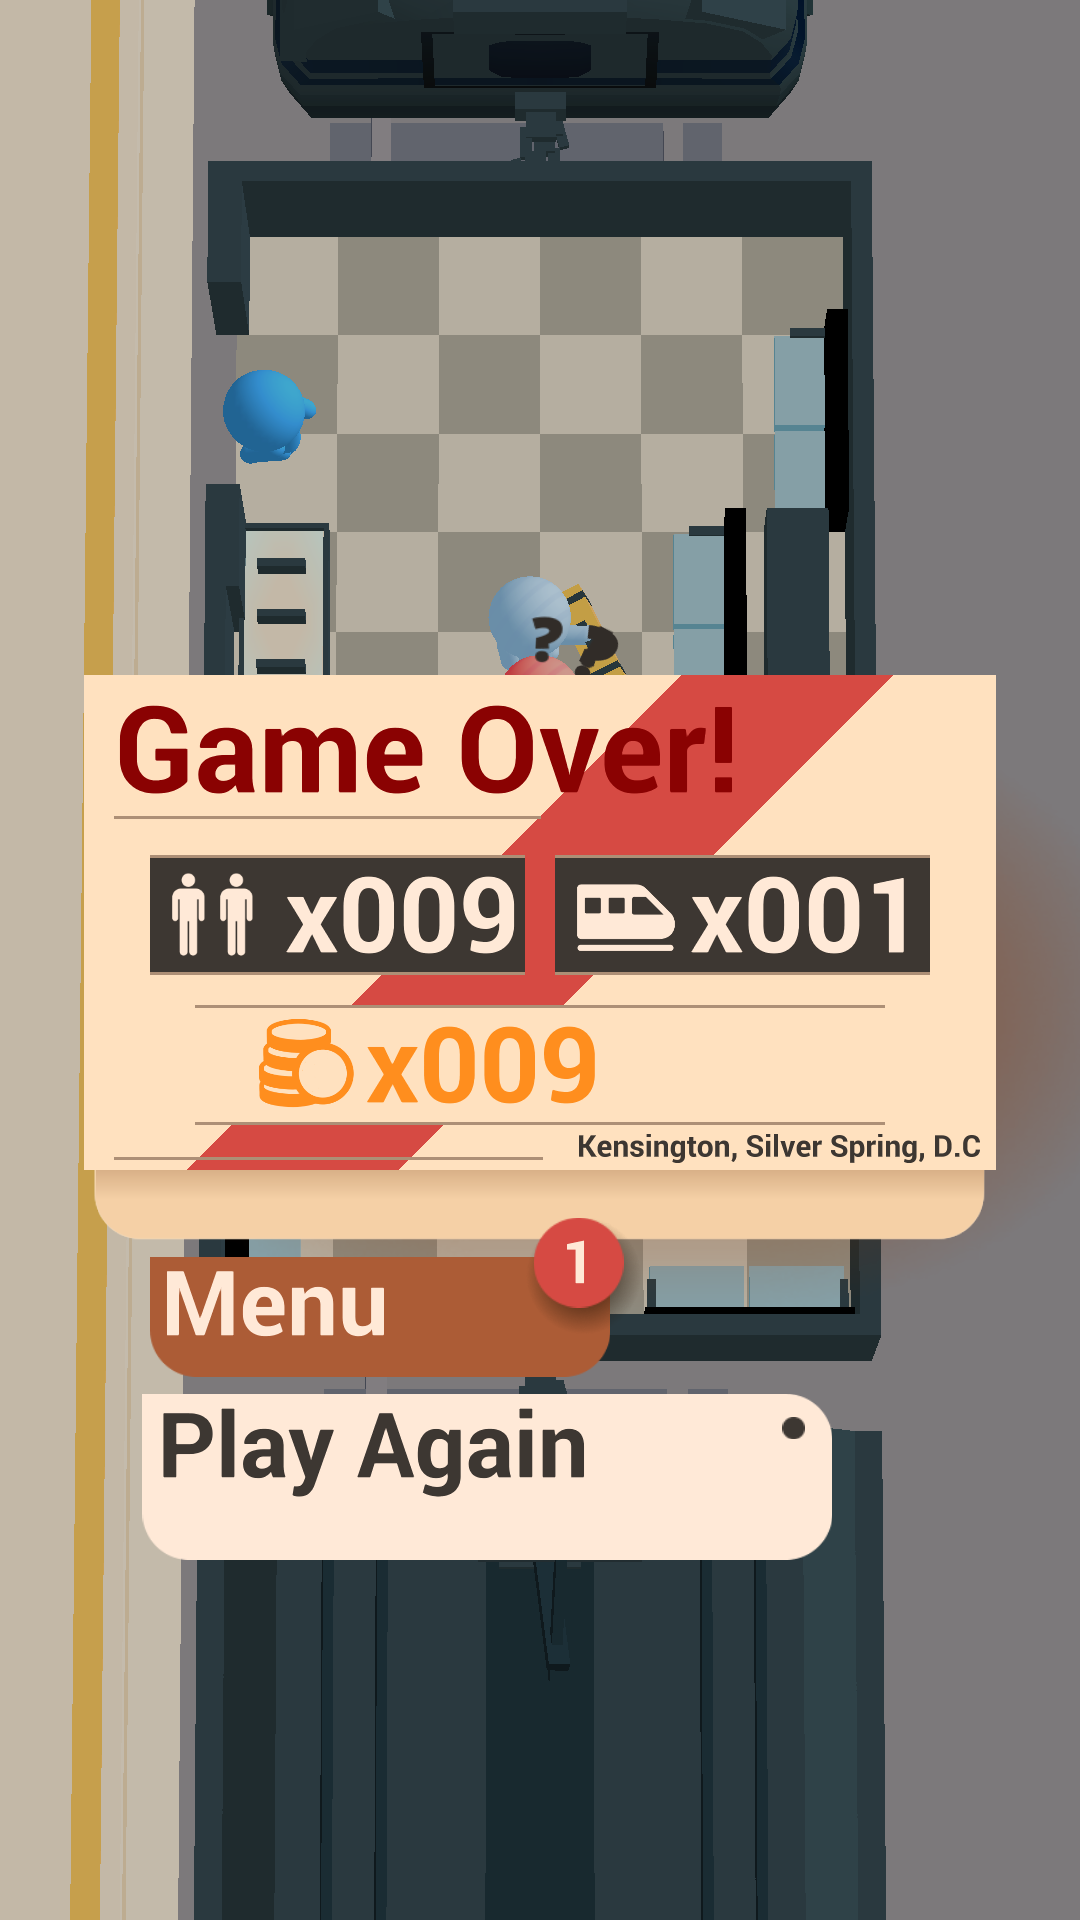 ? ?
Game Over!
x009
x001
x009
Kensington, Silver Spring, D.C
Menu
1
Play Again